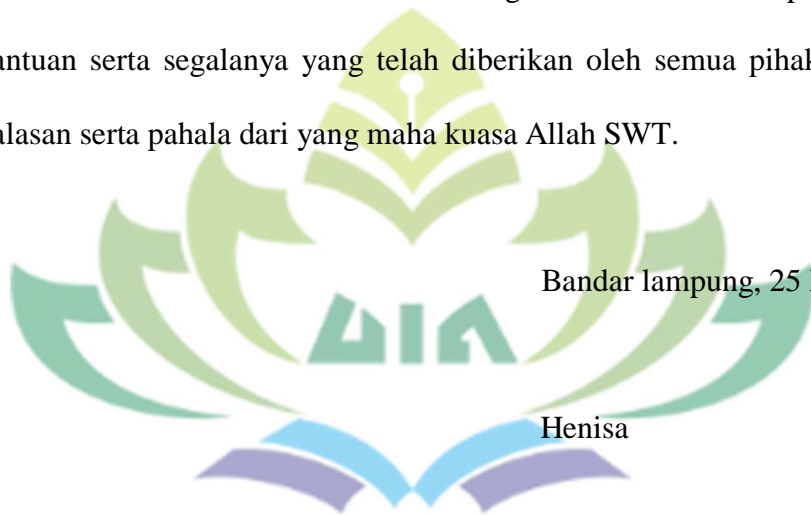 antuan serta segalanya yang telah diberikan oleh semua pihak
alasan serta pahala dari yang maha kuasa Allah SWT.
Bandar lampung, 25
UIN
Henisa